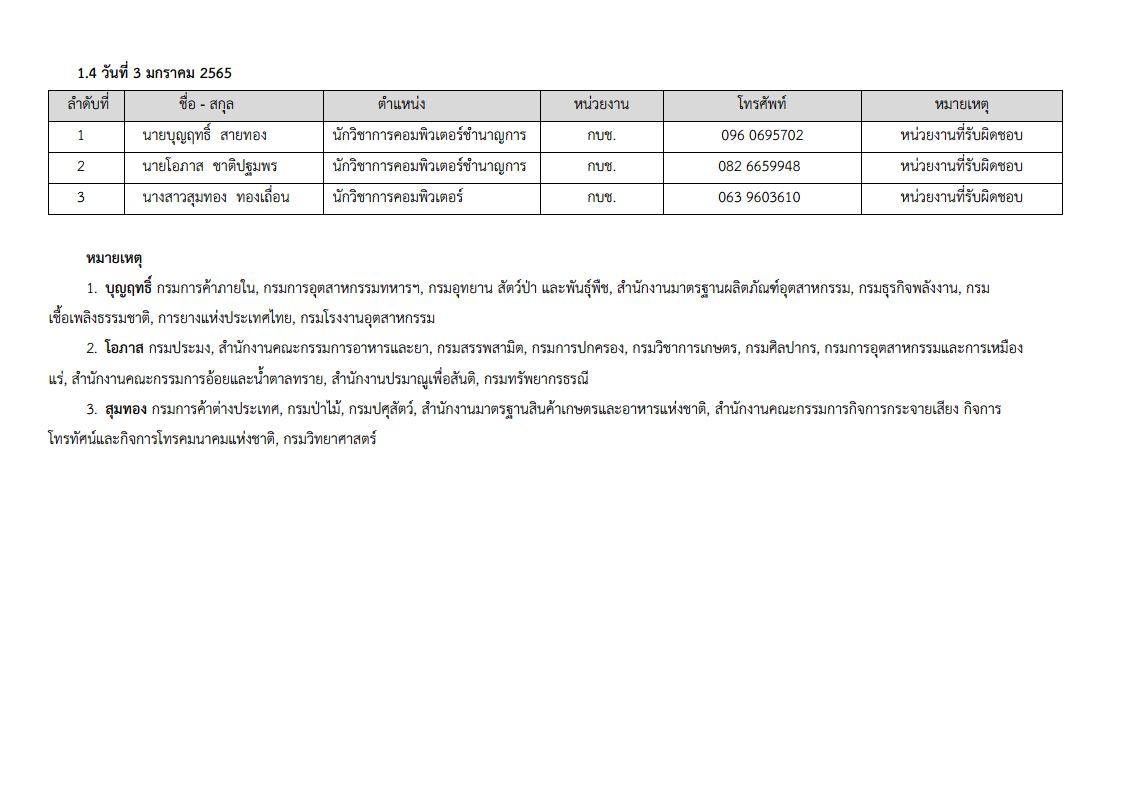 1.4 วันที่ 3 มกราคม 2565
ลำดับที่ ชื่อ - สกุล ตำแหน่ง หน่วยงาน โทรศัพท์ หมายเหตุ
1 นายบุญฤทธิ์ สายทอง นักวิชาการคอมพิวเตอร์ชำนาญการ กบช. 096 0695702 หน่วยงานที่รับผิดชอบ
2 นายโอภาส ชาติปฐมพร นักวิชาการคอมพิวเตอร์ชำนาญการ กบช. 082 6659948 หน่วยงานที่รับผิดชอบ
3 นางสาวสุมทอง ทองเถื่อน นักวิชาการคอมพิวเตอร์ กบช. 063 9603610 หน่วยงานที่รับผิดชอบ
หมายเหตุ
1. บุญฤทธิ์ กรมการค้าภายใน, กรมการอุตสาหกรรมทหารฯ, กรมอุทยาน สัตว์ป่า และพันธุ์พืช, สำนักงานมาตรฐานผลิตภัณฑ์อุตสาหกรรม, กรมธุรกิจพลังงาน, กรม
เชื้อเพลิงธรรมชาติ, การยางแห่งประเทศไทย, กรมโรงงานอุตสาหกรรม
2. โอภาส กรมประมง, สำนักงานคณะกรรมการอาหารและยา, กรมสรรพสามิต, กรมการปกครอง, กรมวิชาการเกษตร, กรมศิลปากร, กรมการอุตสาหกรรมและการเหมือง
แร่, สำนักงานคณะกรรมการอ้อยและน้ำตาลทราย, สำนักงานปรมาณูเพื่อสันติ, กรมทรัพยากรธรณี
3. สุมทอง กรมการค้าต่างประเทศ, กรมป่าไม้, กรมปศุสัตว์, สำนักงานมาตรฐานสินค้าเกษตรและอาหารแห่งชาติ, สำนักงานคณะกรรมการกิจการกระจายเสียง กิจการ
โทรทัศน์และกิจการโทรคมนาคมแห่งชาติ, กรมวิทยาศาสตร์